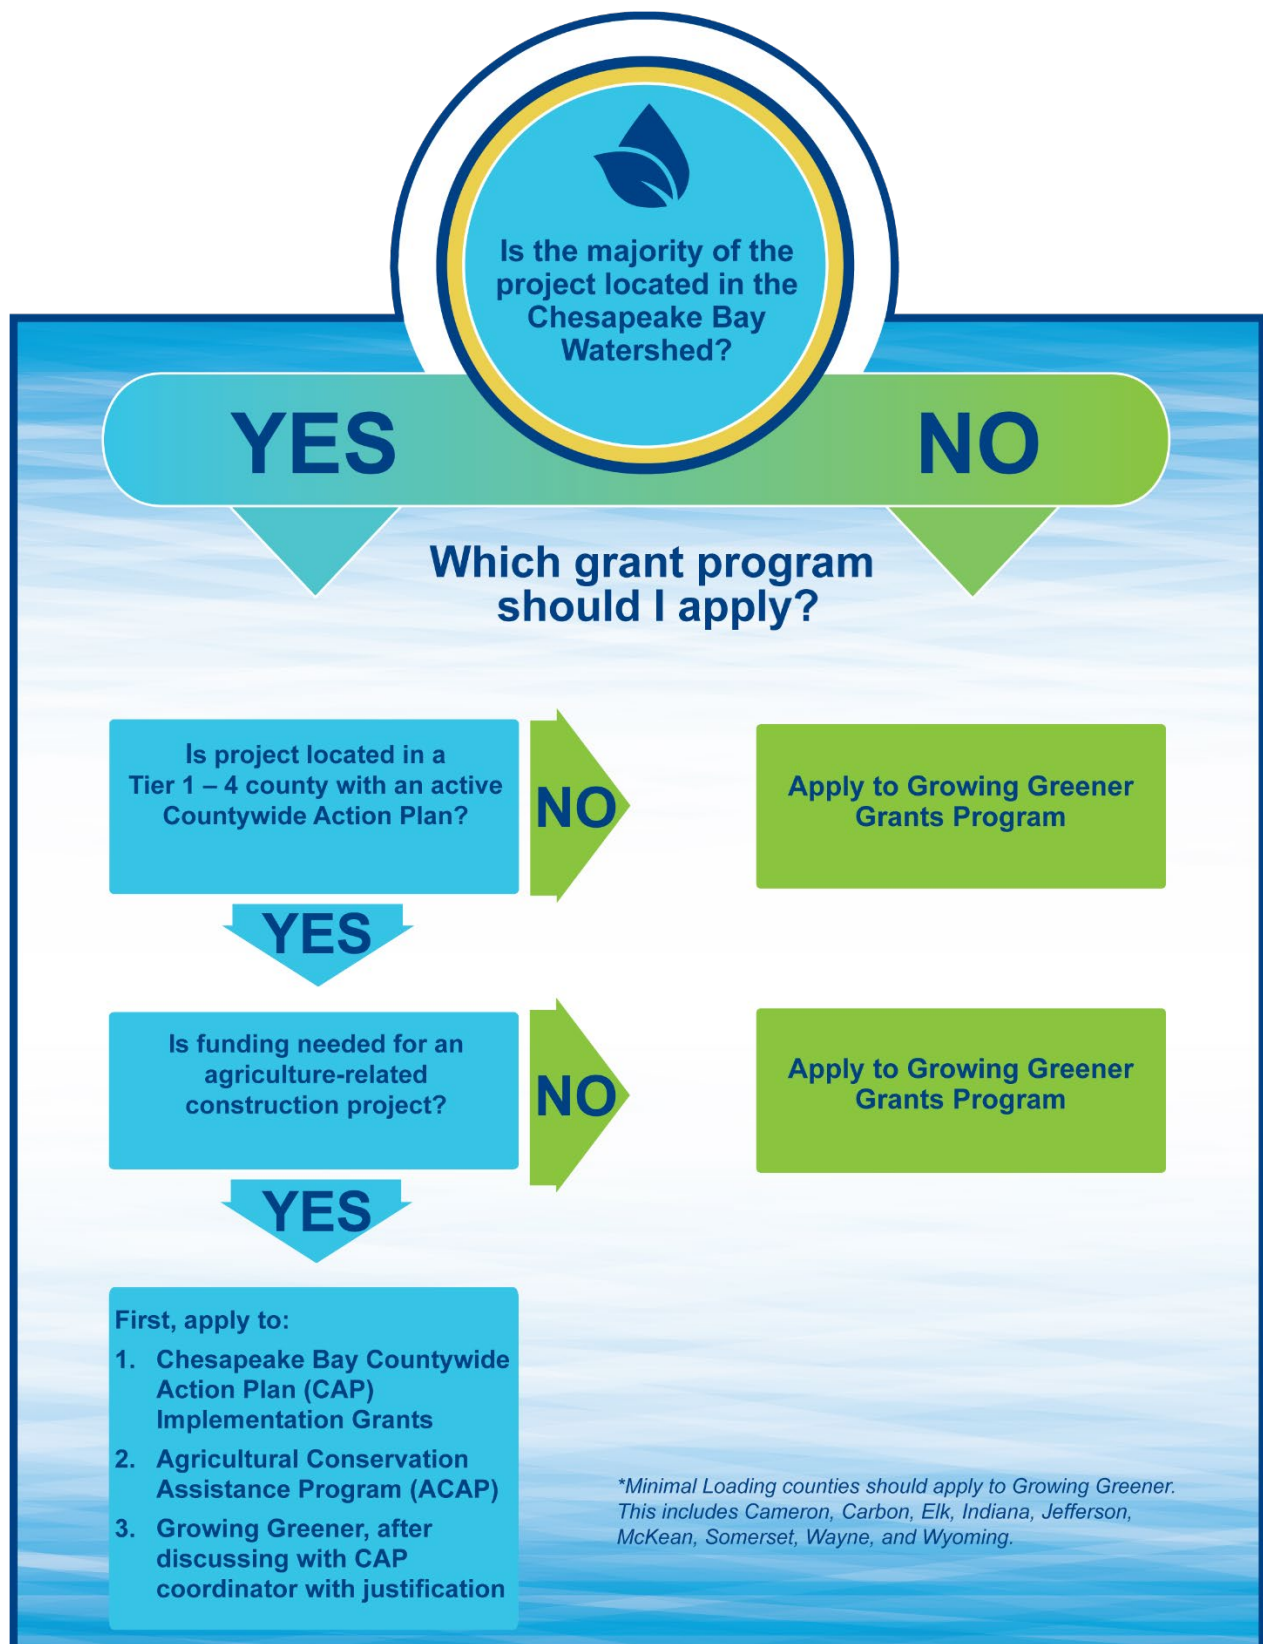 Is the majority of the
project located in the
Chesapeake Bay
Watershed?
YES
NO
Which grant program
should I apply?
Is project located in a
Tier 1 – 4 county with an active
Countywide Action Plan?
NO
Apply to Growing Greener
Grants Program
YES
Is funding needed for an
agriculture-related
construction project?
NO
Apply to Growing Greener
Grants Program
YES
First, apply to:
1. Chesapeake Bay Countywide
Action Plan (CAP)
Implementation Grants
2. Agricultural Conservation
Assistance Program (ACAP)
3. Growing Greener, after
discussing with CAP
coordinator with justification
*Minimal Loading counties should apply to Growing Greener.
This includes Cameron, Carbon, Elk, Indiana, Jefferson,
McKean, Somerset, Wayne, and Wyoming.